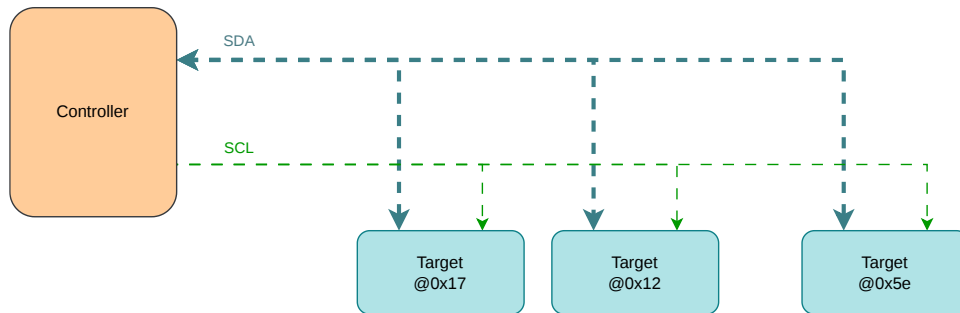 SDA
Controller
SCL
Target
@0x17
Target
@0x12
Target
@0x5e